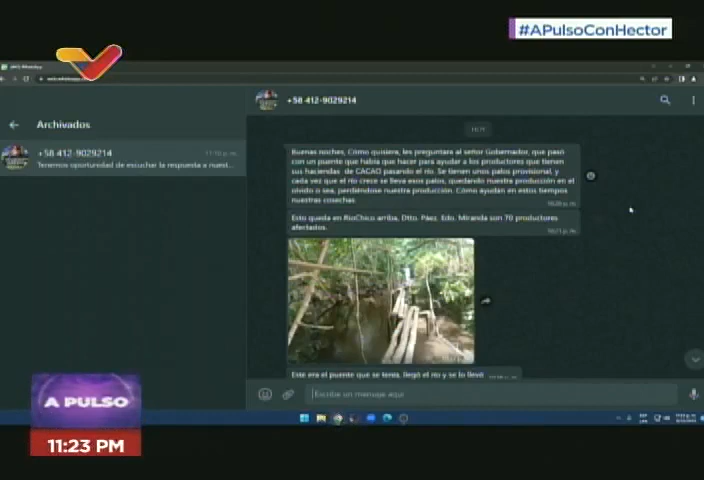 #APulsoConHector
Archivados
+58 412-9029214
Tenemos oportunidad de escuchar la respuesta a nuest...
+58 412-9029214
Buenas noches, Cómo quisiera, les preguntara al señor Gobernador, que pasó
con un puente que había que hacer para ayudar a los productores que tienen
sus haciendas de CACAO pasando el río. Se tienen unos palos provisional, y
cada vez que el río crece se lleva esos palos, quedando nuestra producción en el
olvido o sea, perdiéndose nuestra producción. Cómo ayudan en estos tiempos
nuestras cosechas
Esto queda en RíoChico arriba, Dtto. Páez, Edo. Miranda son 70 productores
afectados.
Este era el puente que se tenía, llegó el río y se lo llevó
Escribe un mensaje aquí
A PULSO
11:23 PM